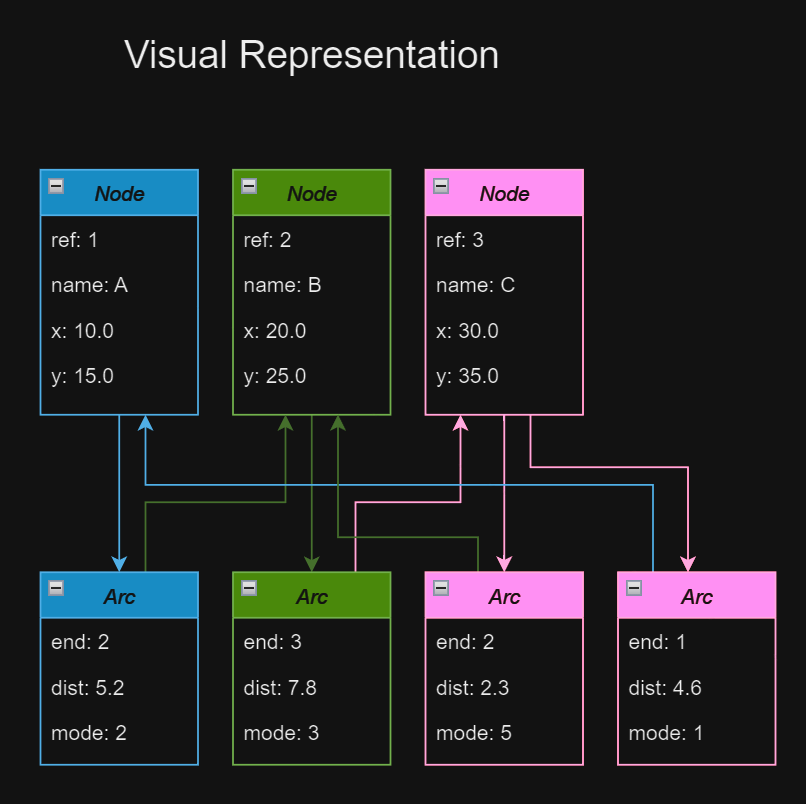 Visual Representation
Node
ref: 1
name: A
x: 10.0
y: 15.0
Node
ref: 2
name: B
x: 20.0
y: 25.0
Node
ref: 3
name: C
x: 30.0
y: 35.0
Arc
end: 2
dist: 5.2
mode: 2
Arc
end: 3
dist: 7.8
mode: 3
Arc
end: 2
dist: 2.3
mode: 5
Arc
end: 1
dist: 4.6
mode: 1